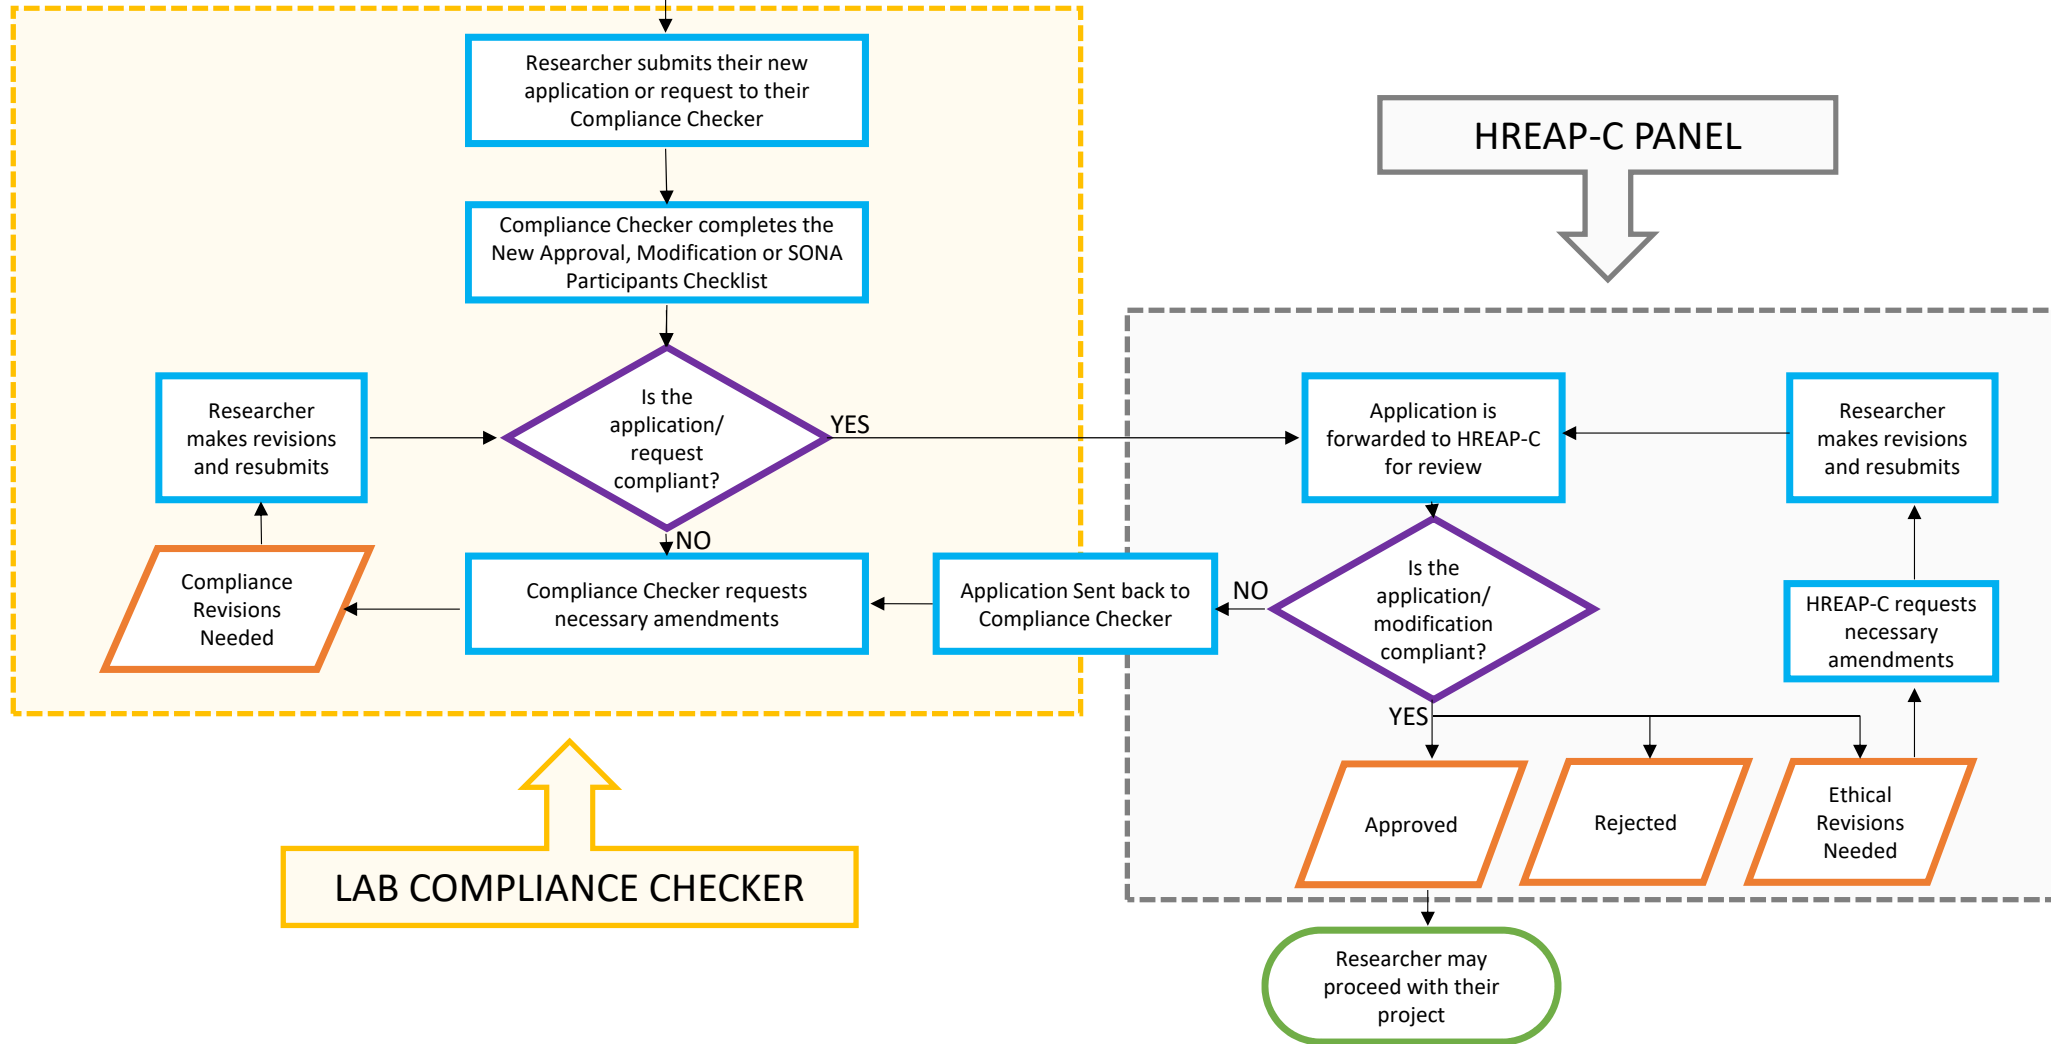 Researcher submits their new
application or request to their
Compliance Checker
Compliance Checker completes the
New Approval, Modification or SONA
Participants Checklist
Is the
application/
request
compliant?
YES
NO
Researcher
makes revisions
and resubmits
Compliance
Revisions
Needed
Compliance Checker requests
necessary amendments
Application Sent back to
Compliance Checker
LAB COMPLIANCE CHECKER
HREAP-C PANEL
Application is
forwarded to HREAP-C
for review
Researcher
makes revisions
and resubmits
Is the
application/
modification
compliant?
NO
YES
HREAP-C requests
necessary
amendments
Approved
Rejected
Ethical
Revisions
Needed
Researcher may
proceed with their
project